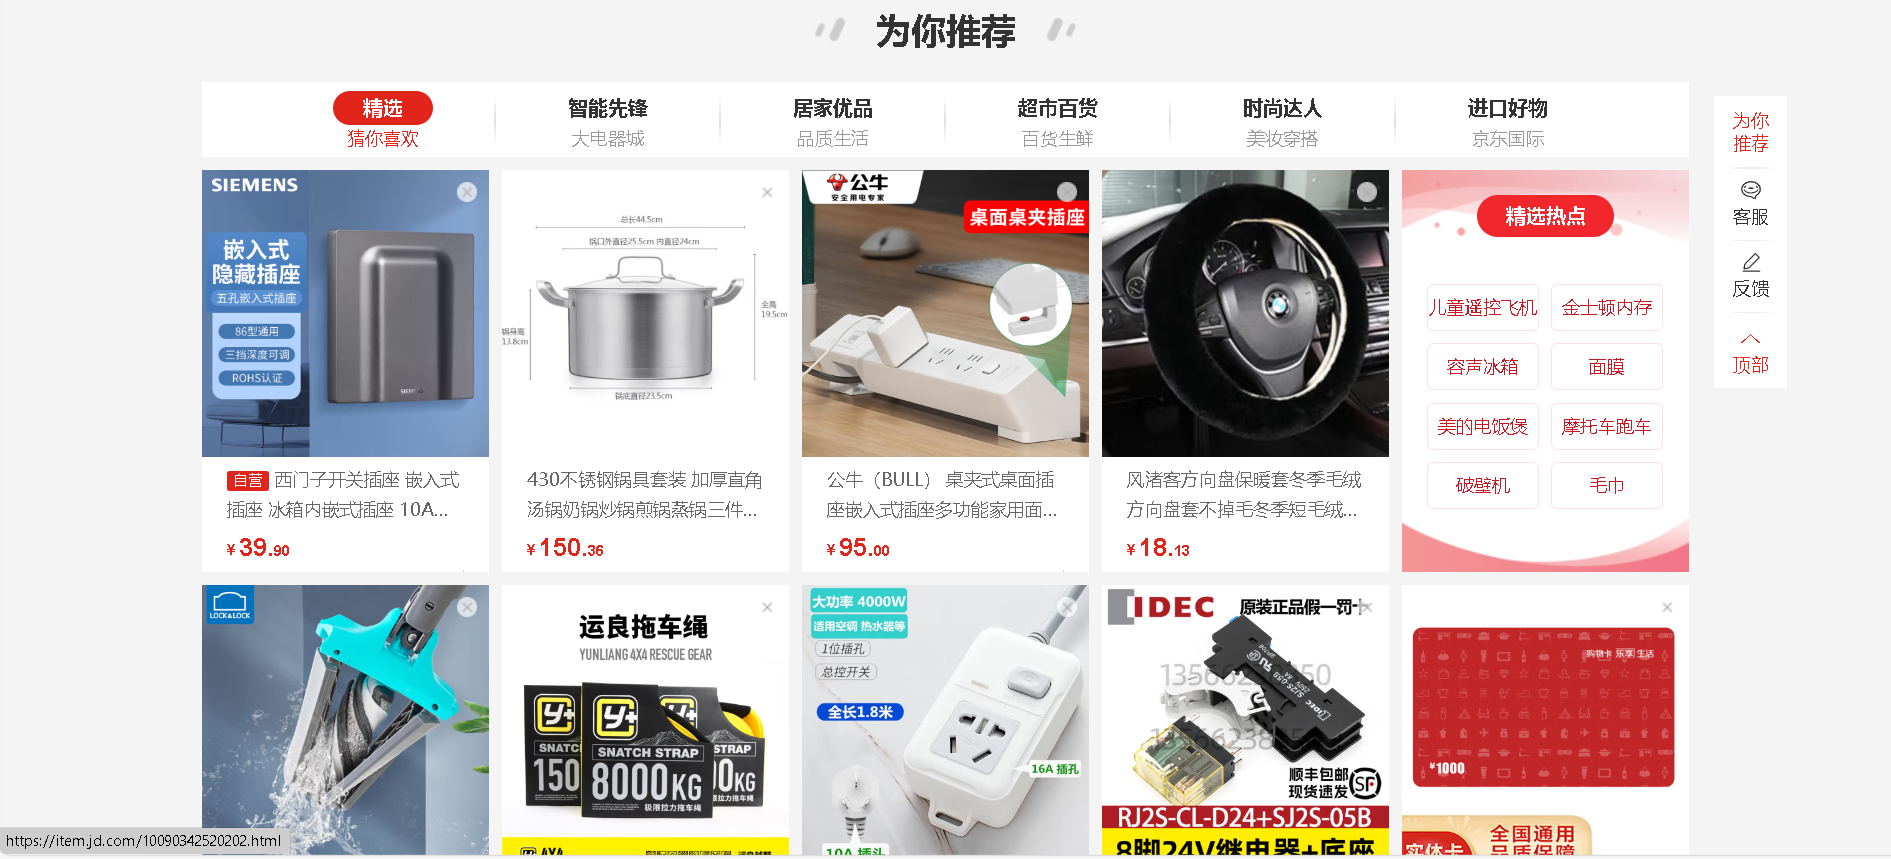 为你推荐
精选
猜你喜欢
智能先锋
大电器城
居家优品
品质生活
超市百货
百货生鲜
时尚达人
美妆穿搭
进口好物
京东国际
为你
推荐
客服
反馈
顶部
SIEMENS
嵌入式
隐藏插座
五孔嵌入式插座
86型通用
三挡深度可调
ROHS认证
SIEMENS
自营 西门子开关插座 嵌入式
插座 冰箱内嵌式插座 10A...
¥39.90
总长44.5cm
锅口外直径25.5cm 内直径24cm
全高
19.5cm
锅身高
13.8cm
锅底直径23.5cm
430不锈钢锅具套装 加厚直角
汤锅奶锅炒锅煎锅蒸锅三件...
¥150.36
公牛
安全用电专家
桌面桌夹插座
公牛（BULL） 桌夹式桌面插
座嵌入式插座多功能家用面...
¥95.00
风渚客方向盘保暖套冬季毛绒
方向盘套不掉毛冬季短毛绒...
¥18.13
精选热点
儿童遥控飞机
金士顿内存
容声冰箱
面膜
美的电饭煲
摩托车跑车
破壁机
毛巾
LOCK&LOCK
运良拖车绳
YUNLIANG 4X4 RESCUE GEAR
SNATCH STRAP
8000KG
极限拉力拖车绳
4X4
大功率 4000W
适用空调 热水器等
1位插孔
总控开关
全长1.8米
16A 插孔
10A 插头
IDEC
原装正品假一罚十
顺丰包邮
现货速发
SF
RJ2S-CL-D24+SJ2S-05B
8脚24V继电器+底座
购物卡 乐享生活
¥1000
全国通用
品质保障
实体卡
https://item.jd.com/10090342520202.html